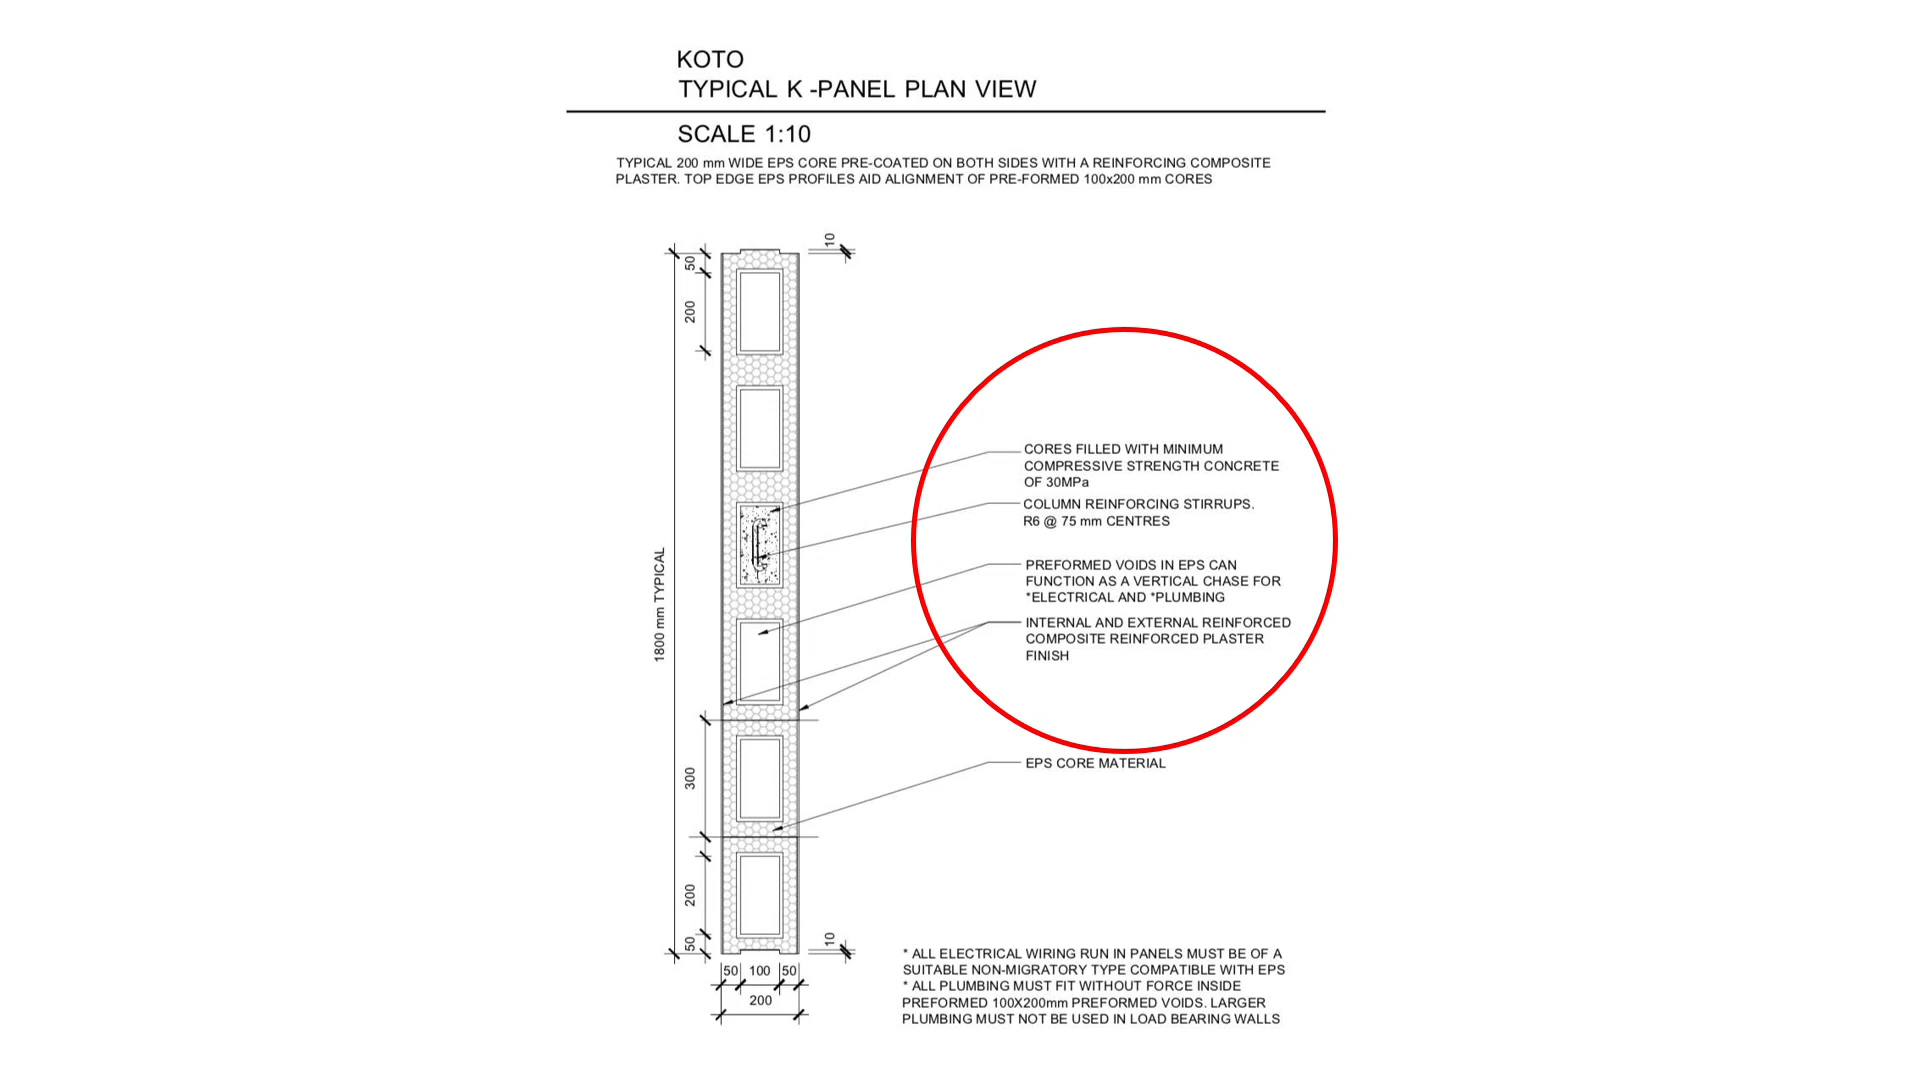 KOTO
TYPICAL K -PANEL PLAN VIEW
SCALE 1:10
TYPICAL 200 mm WIDE EPS CORE PRE-COATED ON BOTH SIDES WITH A REINFORCING COMPOSITE
PLASTER. TOP EDGE EPS PROFILES AID ALIGNMENT OF PRE-FORMED 100x200 mm CORES
10
50
200
1800 mm TYPICAL
CORES FILLED WITH MINIMUM
COMPRESSIVE STRENGTH CONCRETE
OF 30MPa
COLUMN REINFORCING STIRRUPS.
R6 @ 75 mm CENTRES
PREFORMED VOIDS IN EPS CAN
FUNCTION AS A VERTICAL CHASE FOR
*ELECTRICAL AND *PLUMBING
INTERNAL AND EXTERNAL REINFORCED
COMPOSITE REINFORCED PLASTER
FINISH
300
EPS CORE MATERIAL
200
50
10
50 100 50
200
* ALL ELECTRICAL WIRING RUN IN PANELS MUST BE OF A
SUITABLE NON-MIGRATORY TYPE COMPATIBLE WITH EPS
* ALL PLUMBING MUST FIT WITHOUT FORCE INSIDE
PREFORMED 100X200mm PREFORMED VOIDS. LARGER
PLUMBING MUST NOT BE USED IN LOAD BEARING WALLS